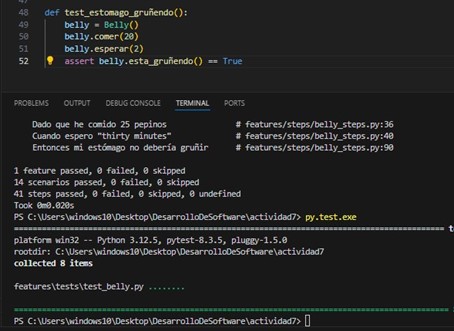 47
48 def test_estomago_gruñendo():
49 belly = Belly()
50 belly.comer(20)
51 belly.esperar(2)
52 assert belly.esta_gruñendo() == True
PROBLEMS OUTPUT DEBUG CONSOLE TERMINAL PORTS
Dado que he comido 25 pepinos # features/steps/belly_steps.py:36
Cuando espero "thirty minutes" # features/steps/belly_steps.py:40
Entonces mi estómago no debería gruñir # features/steps/belly_steps.py:90
1 feature passed, 0 failed, 0 skipped
14 scenarios passed, 0 failed, 0 skipped
41 steps passed, 0 failed, 0 skipped, 0 undefined
Took 0m0.020s
PS C:\Users\windows10\Desktop\DesarrolloDeSoftware\actividad7> py.test.exe
platform win32 -- Python 3.12.5, pytest-8.3.5, pluggy-1.5.0
rootdir: C:\Users\windows10\Desktop\DesarrolloDeSoftware\actividad7
collected 8 items
features\tests\test_belly.py ........
PS C:\Users\windows10\Desktop\DesarrolloDeSoftware\actividad7>